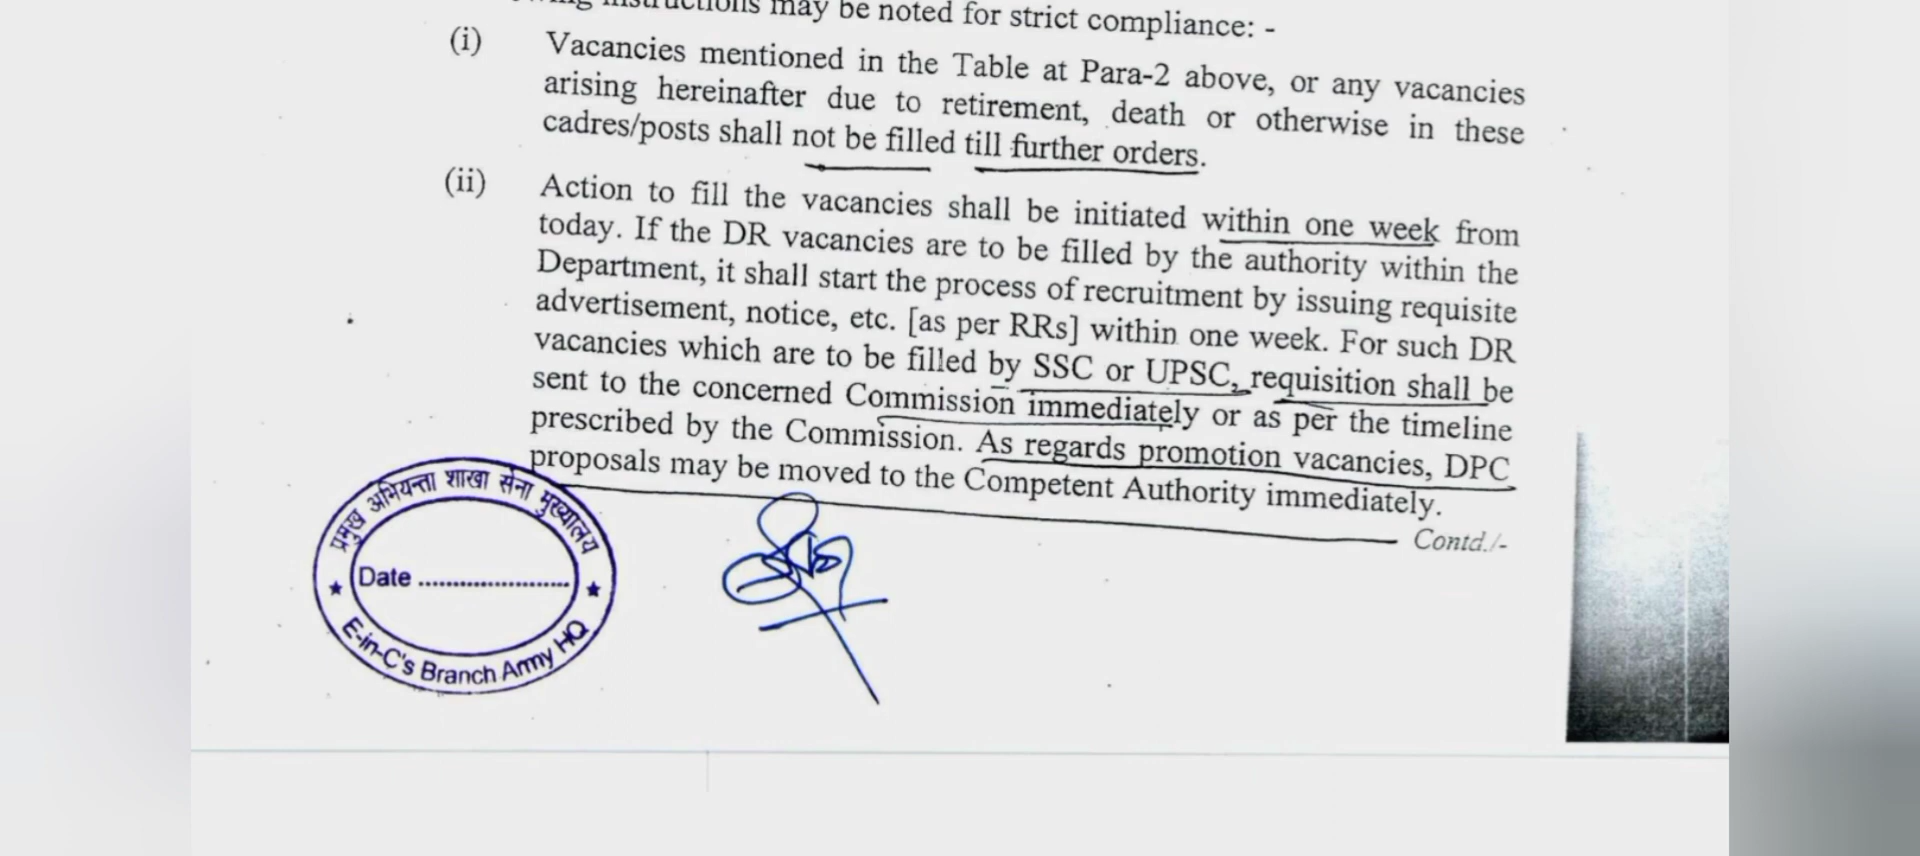 instructions may be noted for strict compliance: -
(i) Vacancies mentioned in the Table at Para-2 above, or any vacancies
arising hereinafter due to retirement, death or otherwise in these
cadres/posts shall not be filled till further orders.
(ii) Action to fill the vacancies shall be initiated within one week from
today. If the DR vacancies are to be filled by the authority within the
Department, it shall start the process of recruitment by issuing requisite
advertisement, notice, etc. [as per RRs] within one week. For such DR
vacancies which are to be filled by SSC or UPSC, requisition shall be
sent to the concerned Commission immediately or as per the timeline
prescribed by the Commission. As regards promotion vacancies, DPC
proposals may be moved to the Competent Authority immediately.
Contd./-
प्रमुख अभियन्ता शाखा सेना मुख्यालय
Date ........................
E-in-C's Branch Army HQ